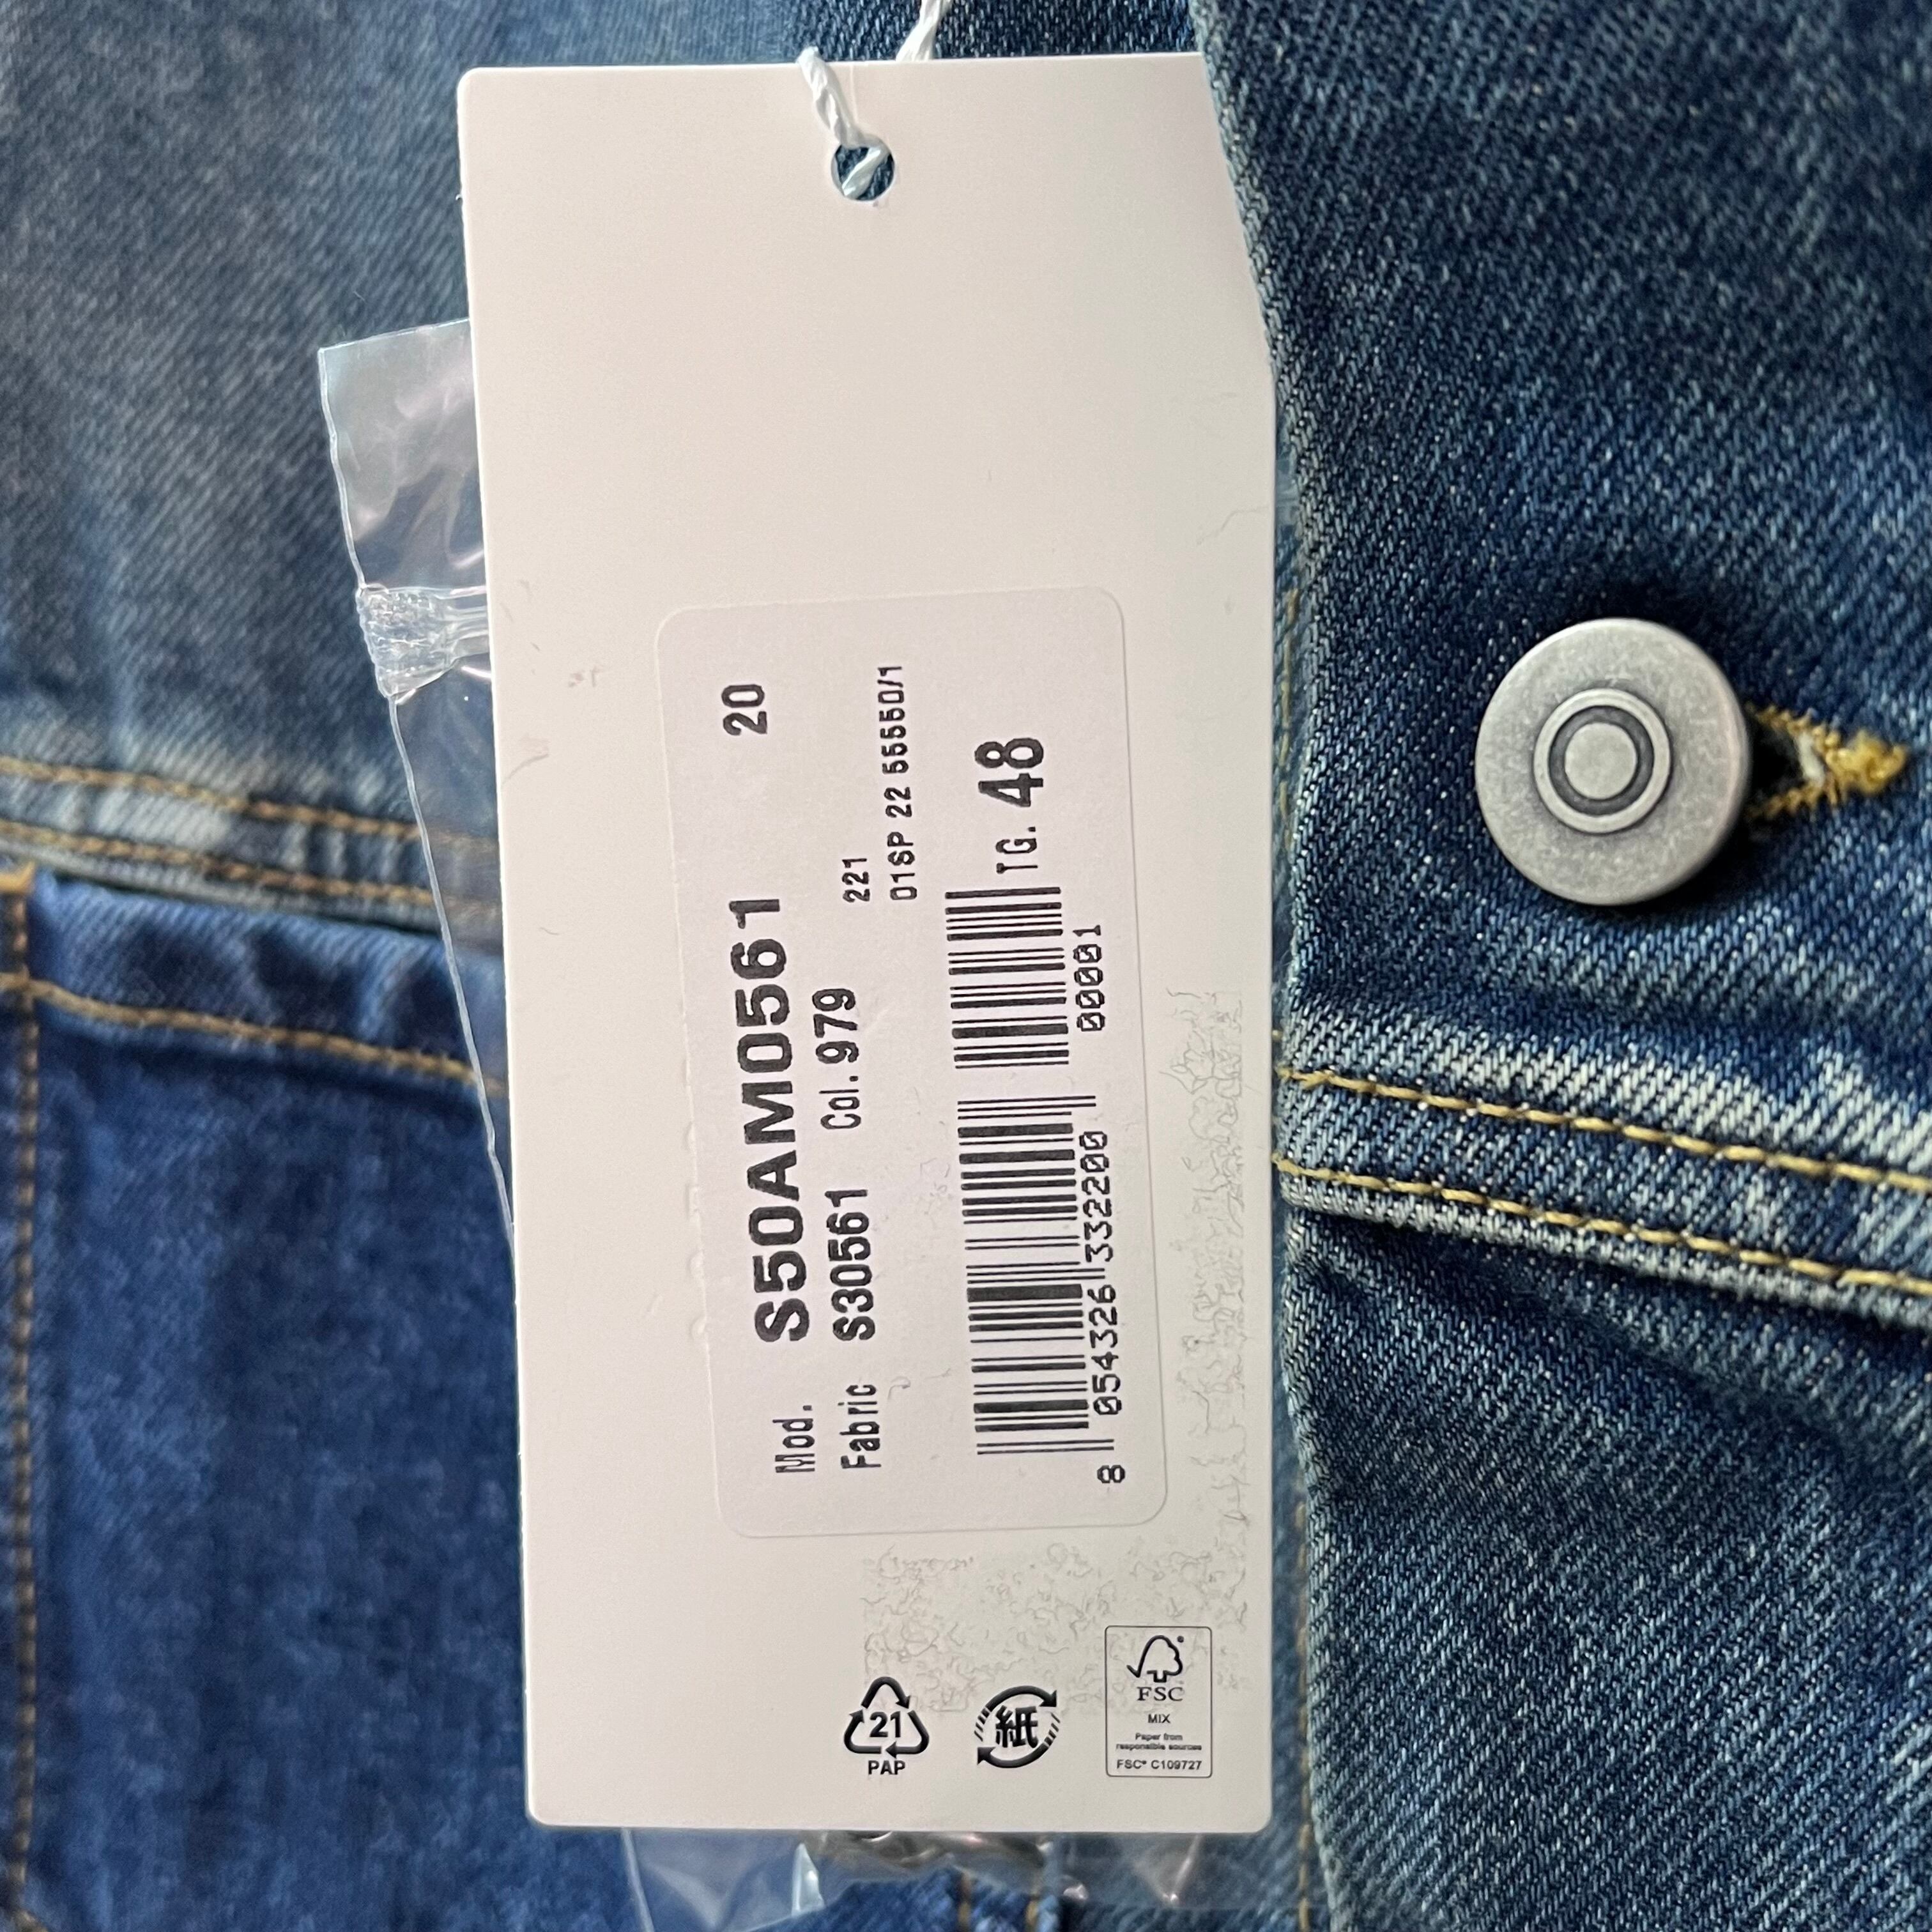 Mod. S50AM0561 20
Fabric S30561 Col. 979 221
01SP 22 55550/1
TG. 48
8 054326 332200 00001
21
PAP
紙
FSC
MIX
Paper from
responsible sources
FSC® C109727